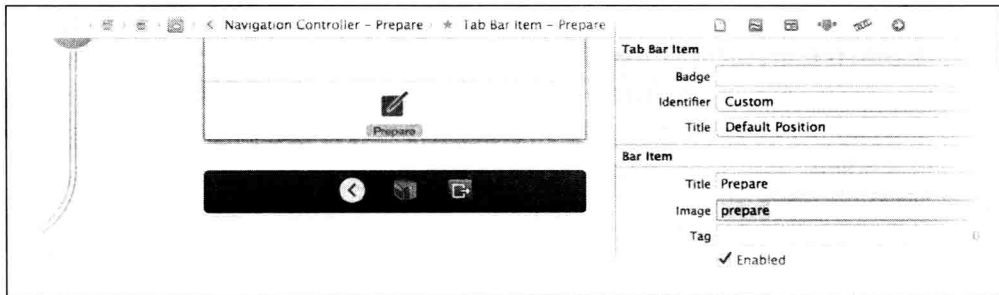 Navigation Controller – Prepare
Tab Bar Item – Prepare
Tab Bar Item
Badge
Identifier Custom
Title Default Position
Prepare
Bar Item
Title Prepare
Image prepare
Tag 0
Enabled